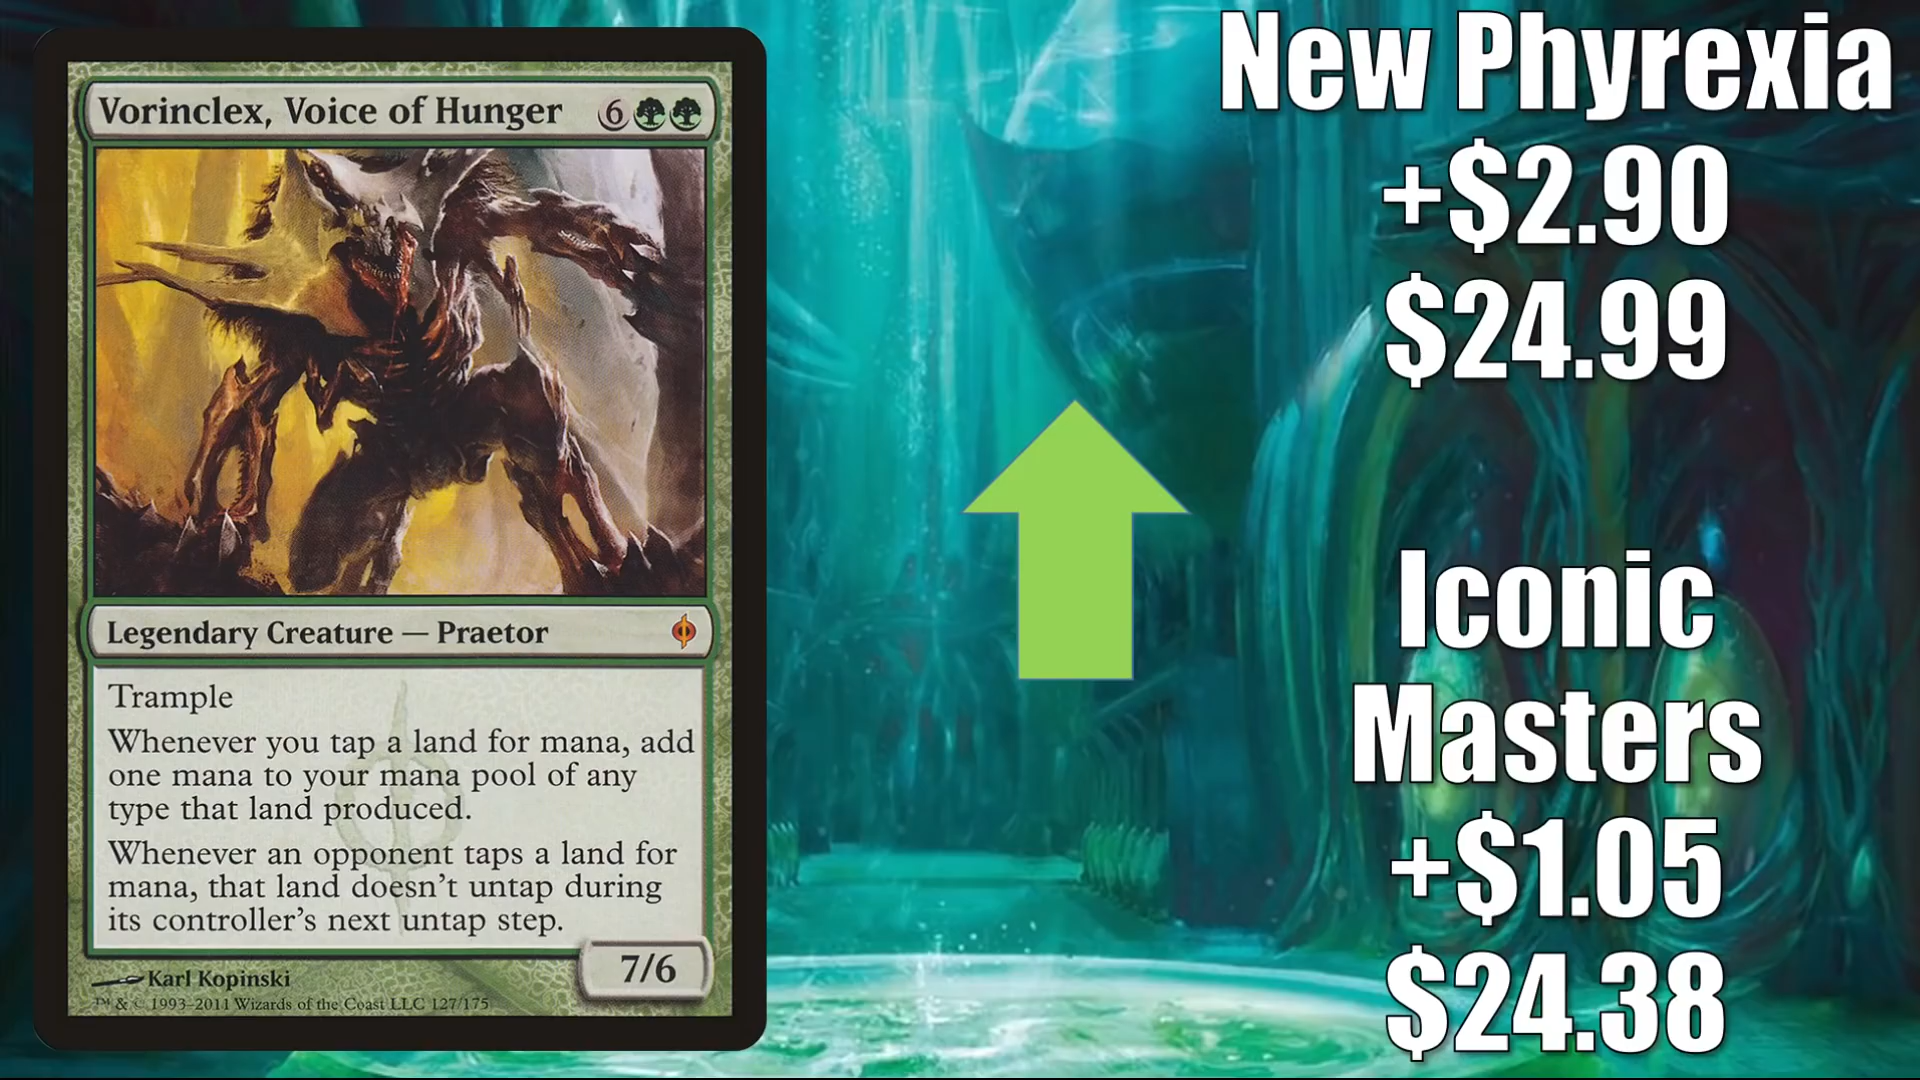 Vorinclex, Voice of Hunger 6
Legendary Creature — Praetor
Trample
Whenever you tap a land for mana, add
one mana to your mana pool of any
type that land produced.
Whenever an opponent taps a land for
mana, that land doesn't untap during
its controller's next untap step.
7/6
Karl Kopinski
™ & © 1993–2011 Wizards of the Coast LLC 127/175
New Phyrexia
+$2.90
$24.99
Iconic
Masters
+$1.05
$24.38